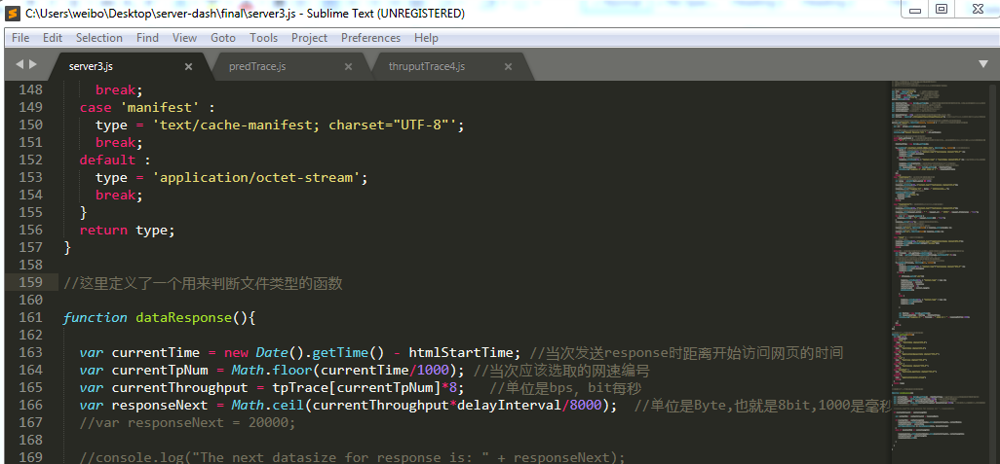 C:\Users\weibo\Desktop\server-dash\final\server3.js - Sublime Text (UNREGISTERED)
File Edit Selection Find View Goto Tools Project Preferences Help
server3.js × predTrace.js × thruputTrace4.js ×
148 break;
149 case 'manifest' :
150 type = 'text/cache-manifest; charset="UTF-8"';
151 break;
152 default :
153 type = 'application/octet-stream';
154 break;
155 }
156 return type;
157 }
158
159 //这里定义了一个用来判断文件类型的函数
160
161 function dataResponse(){
162
163 var currentTime = new Date().getTime() - htmlStartTime; //当次发送response时距离开始访问网页的时间
164 var currentTpNum = Math.floor(currentTime/1000); //当次应该选取的网速编号
165 var currentThroughput = tpTrace[currentTpNum]*8; //单位是bps, bit每秒
166 var responseNext = Math.ceil(currentThroughput*delayInterval/8000); //单位是Byte,也就是8bit,1000是毫秒
167 //var responseNext = 20000;
168
169 //console.log("The next datasize for response is: " + responseNext);